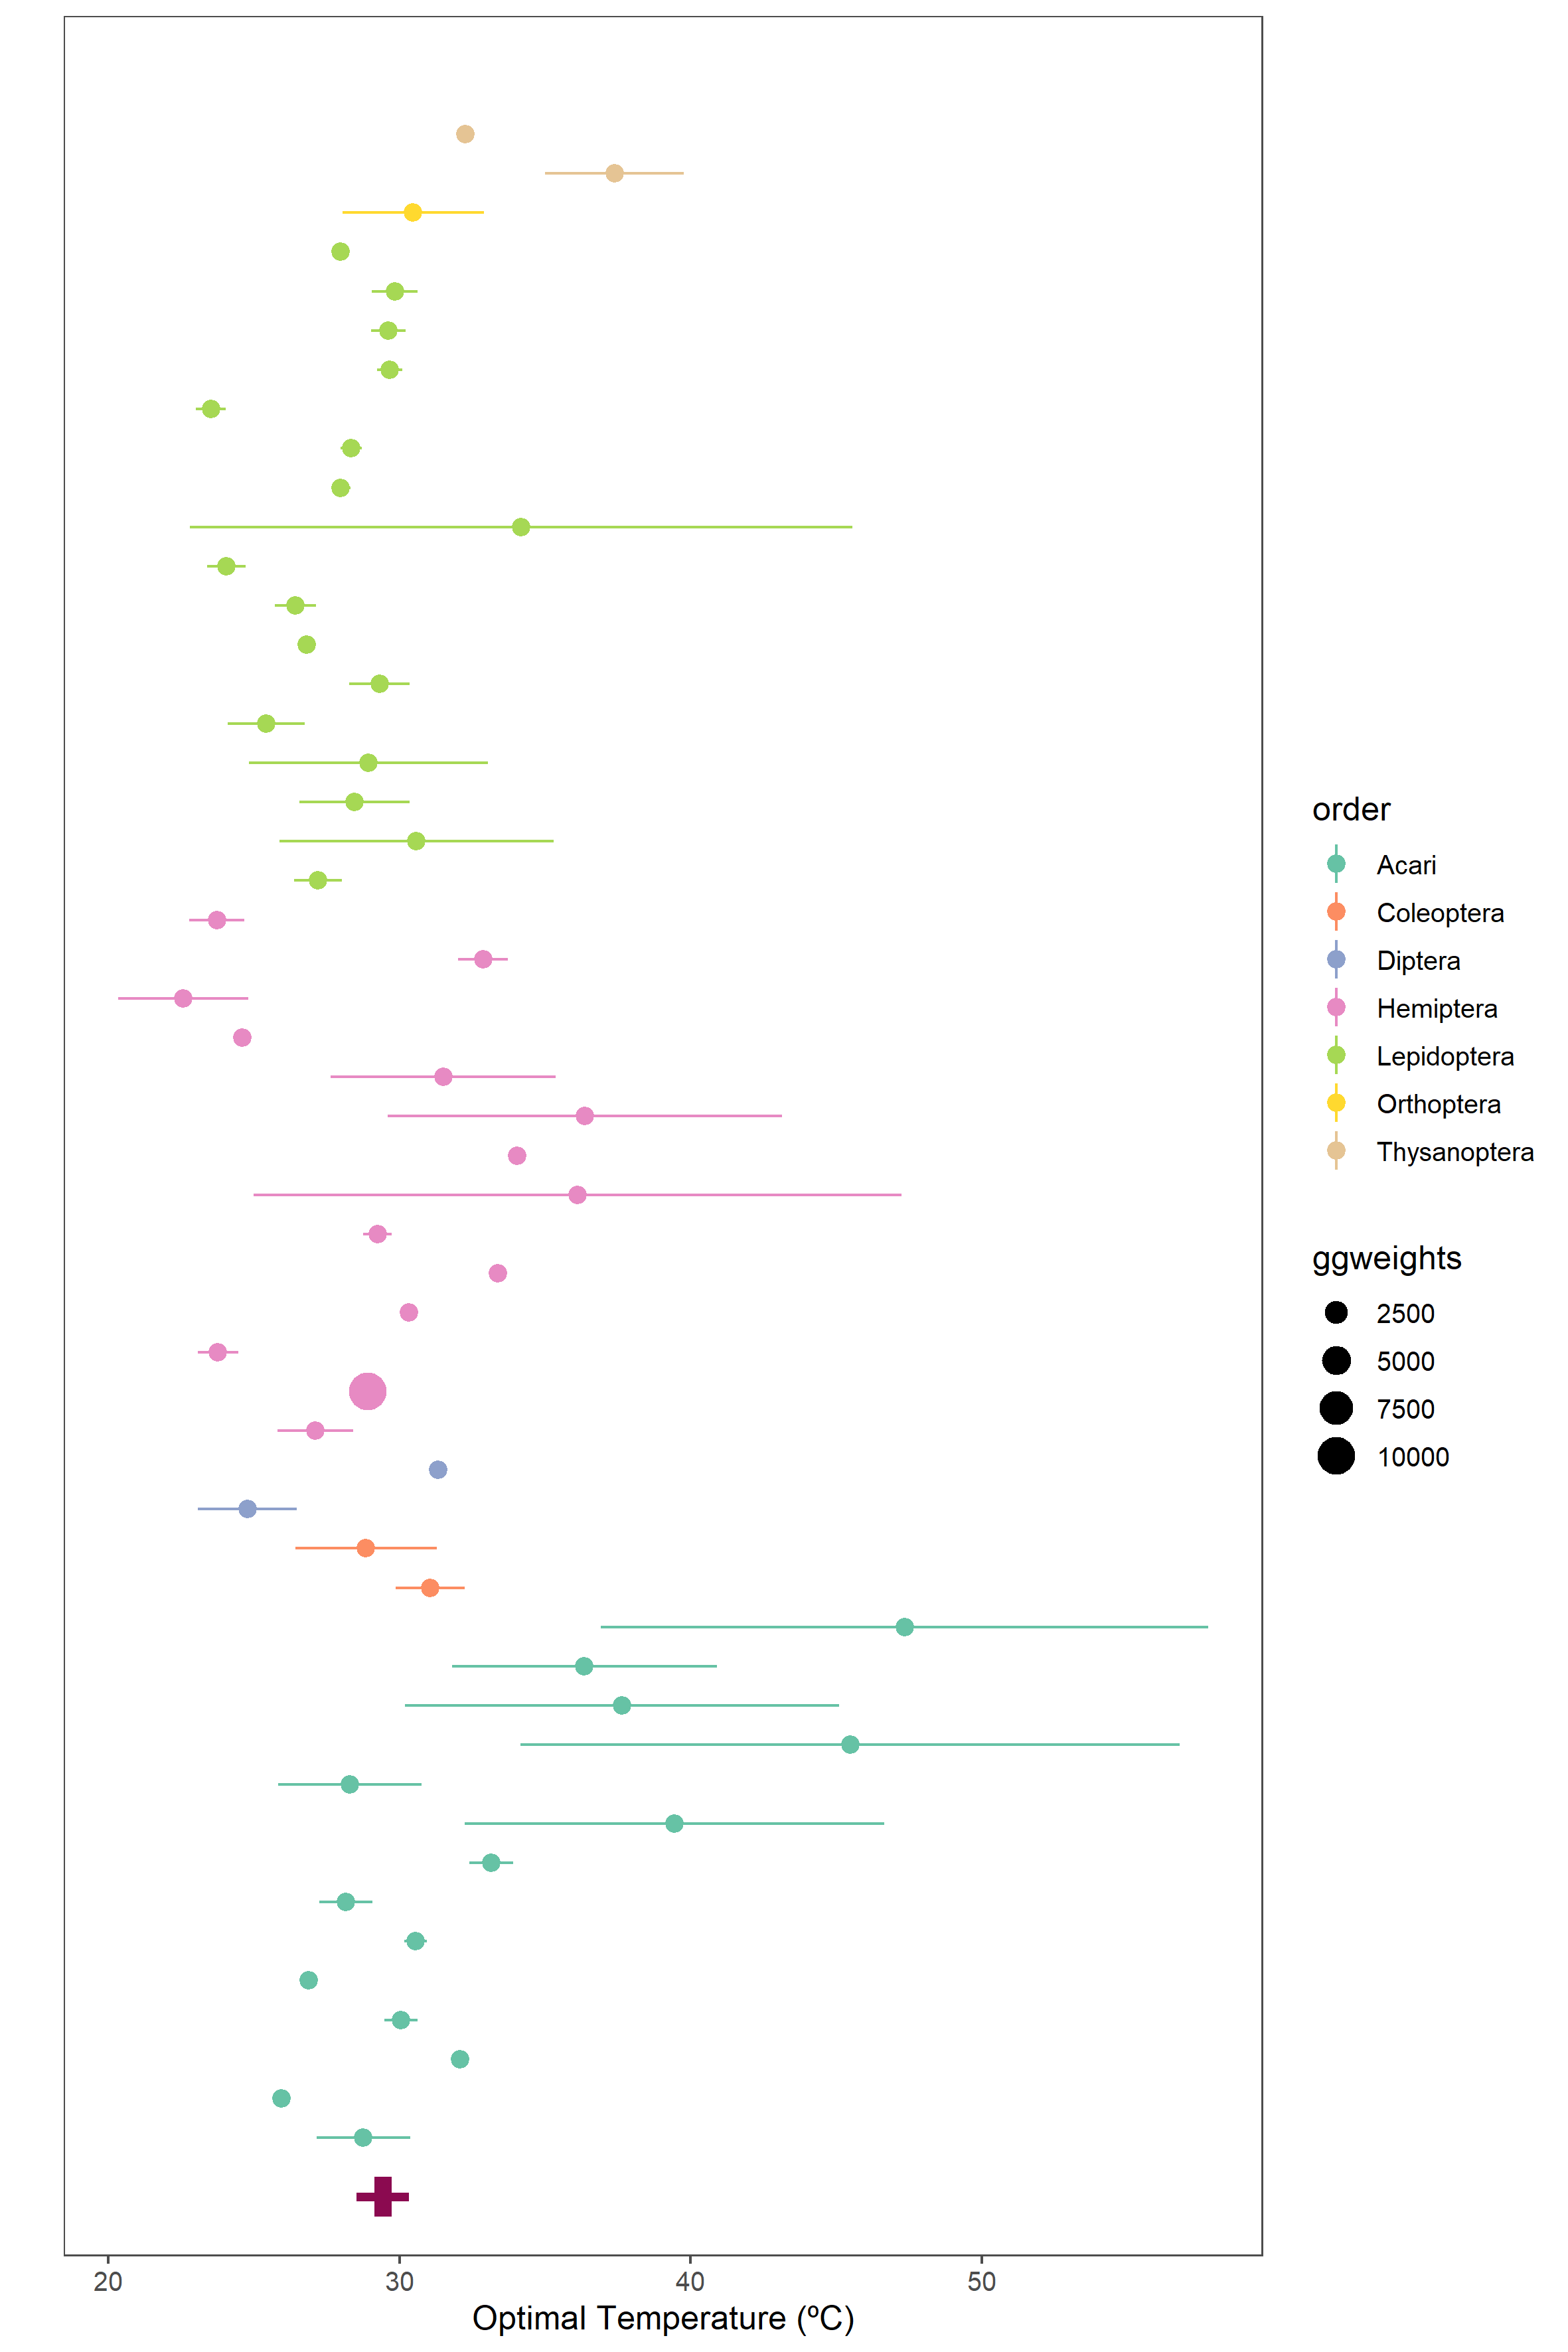 order
Acari
Coleoptera
Diptera
Hemiptera
Lepidoptera
Orthoptera
Thysanoptera
ggweights
2500
5000
7500
10000
20 30 40 50
Optimal Temperature (ºC)